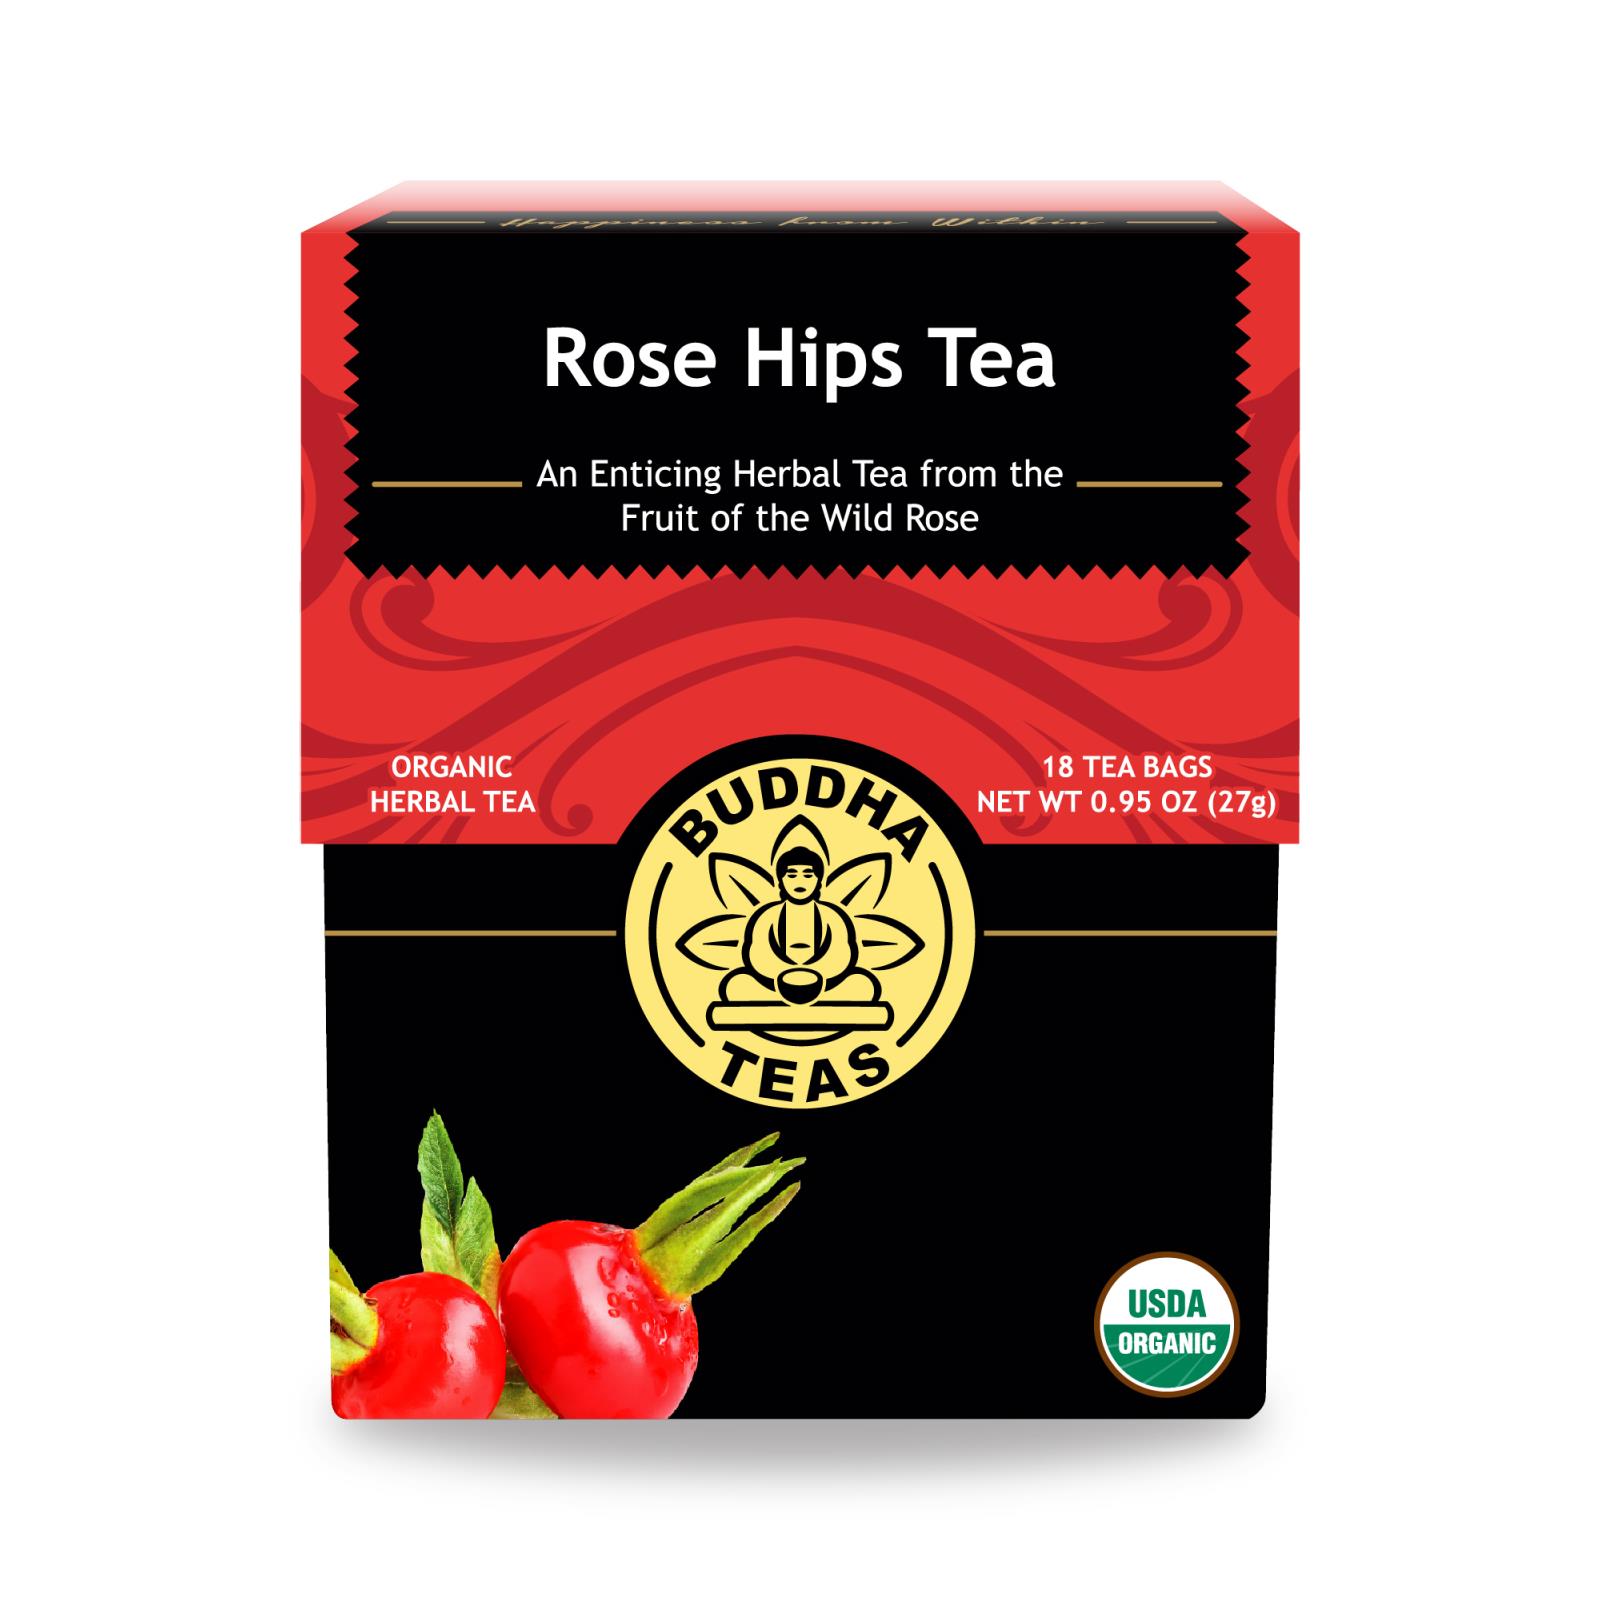 Happiness from Within
Rose Hips Tea
An Enticing Herbal Tea from the
Fruit of the Wild Rose
ORGANIC
HERBAL TEA
18 TEA BAGS
NET WT 0.95 OZ (27g)
BUDDHA
TEAS
USDA
ORGANIC